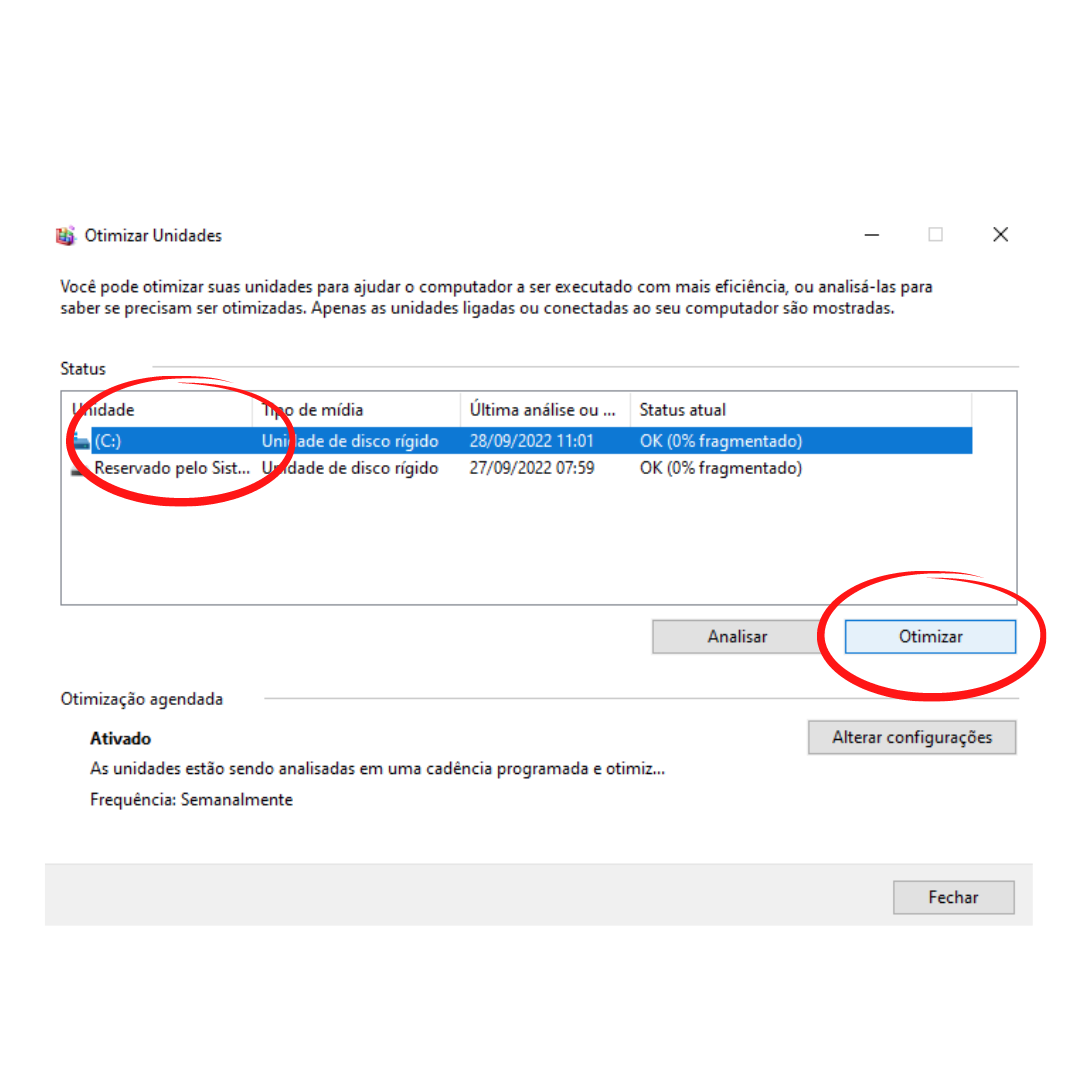 Otimizar Unidades
Você pode otimizar suas unidades para ajudar o computador a ser executado com mais eficiência, ou analisá-las para
saber se precisam ser otimizadas. Apenas as unidades ligadas ou conectadas ao seu computador são mostradas.
Status
Unidade Tipo de mídia Última análise ou ... Status atual
(C:) Unidade de disco rígido 28/09/2022 11:01 OK (0% fragmentado)
Reservado pelo Sist... Unidade de disco rígido 27/09/2022 07:59 OK (0% fragmentado)
Analisar Otimizar
Otimização agendada
Ativado Alterar configurações
As unidades estão sendo analisadas em uma cadência programada e otimiz...
Frequência: Semanalmente
Fechar